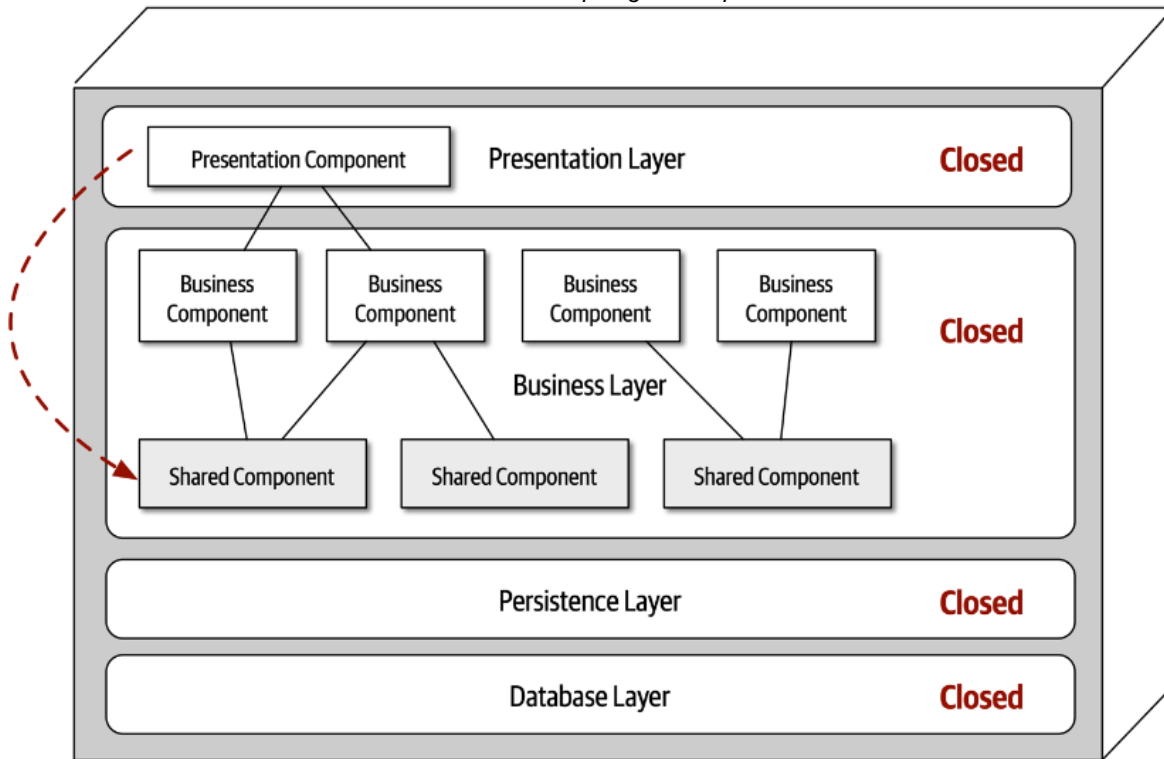 Presentation Component
Presentation Layer
Closed
Business
Component
Business
Component
Business
Component
Business
Component
Closed
Business Layer
Shared Component
Shared Component
Shared Component
Persistence Layer
Closed
Database Layer
Closed